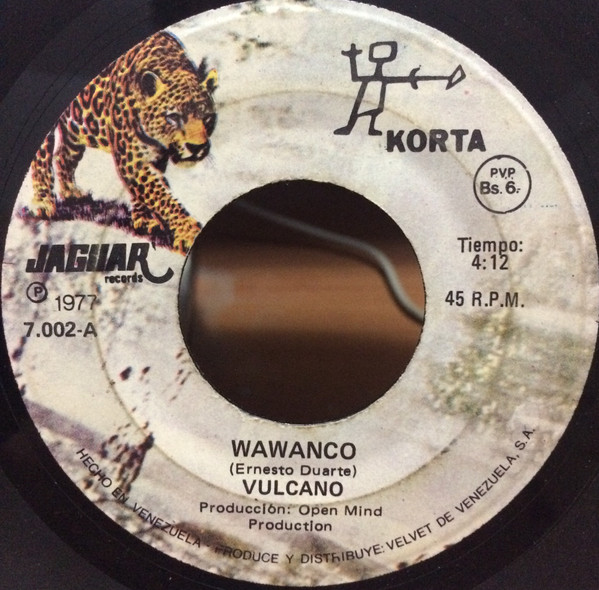 KORTA
PVP
Bs. 6.-
JAGUAR
records
Ⓟ 1977
7.002-A
Tiempo:
4:12
45 R.P.M.
WAWANCO
(Ernesto Duarte)
VULCANO
Producción: Open Mind
Production
HECHO EN VENEZUELA - PRODUCE Y DISTRIBUYE: VELVET DE VENEZUELA, S.A.